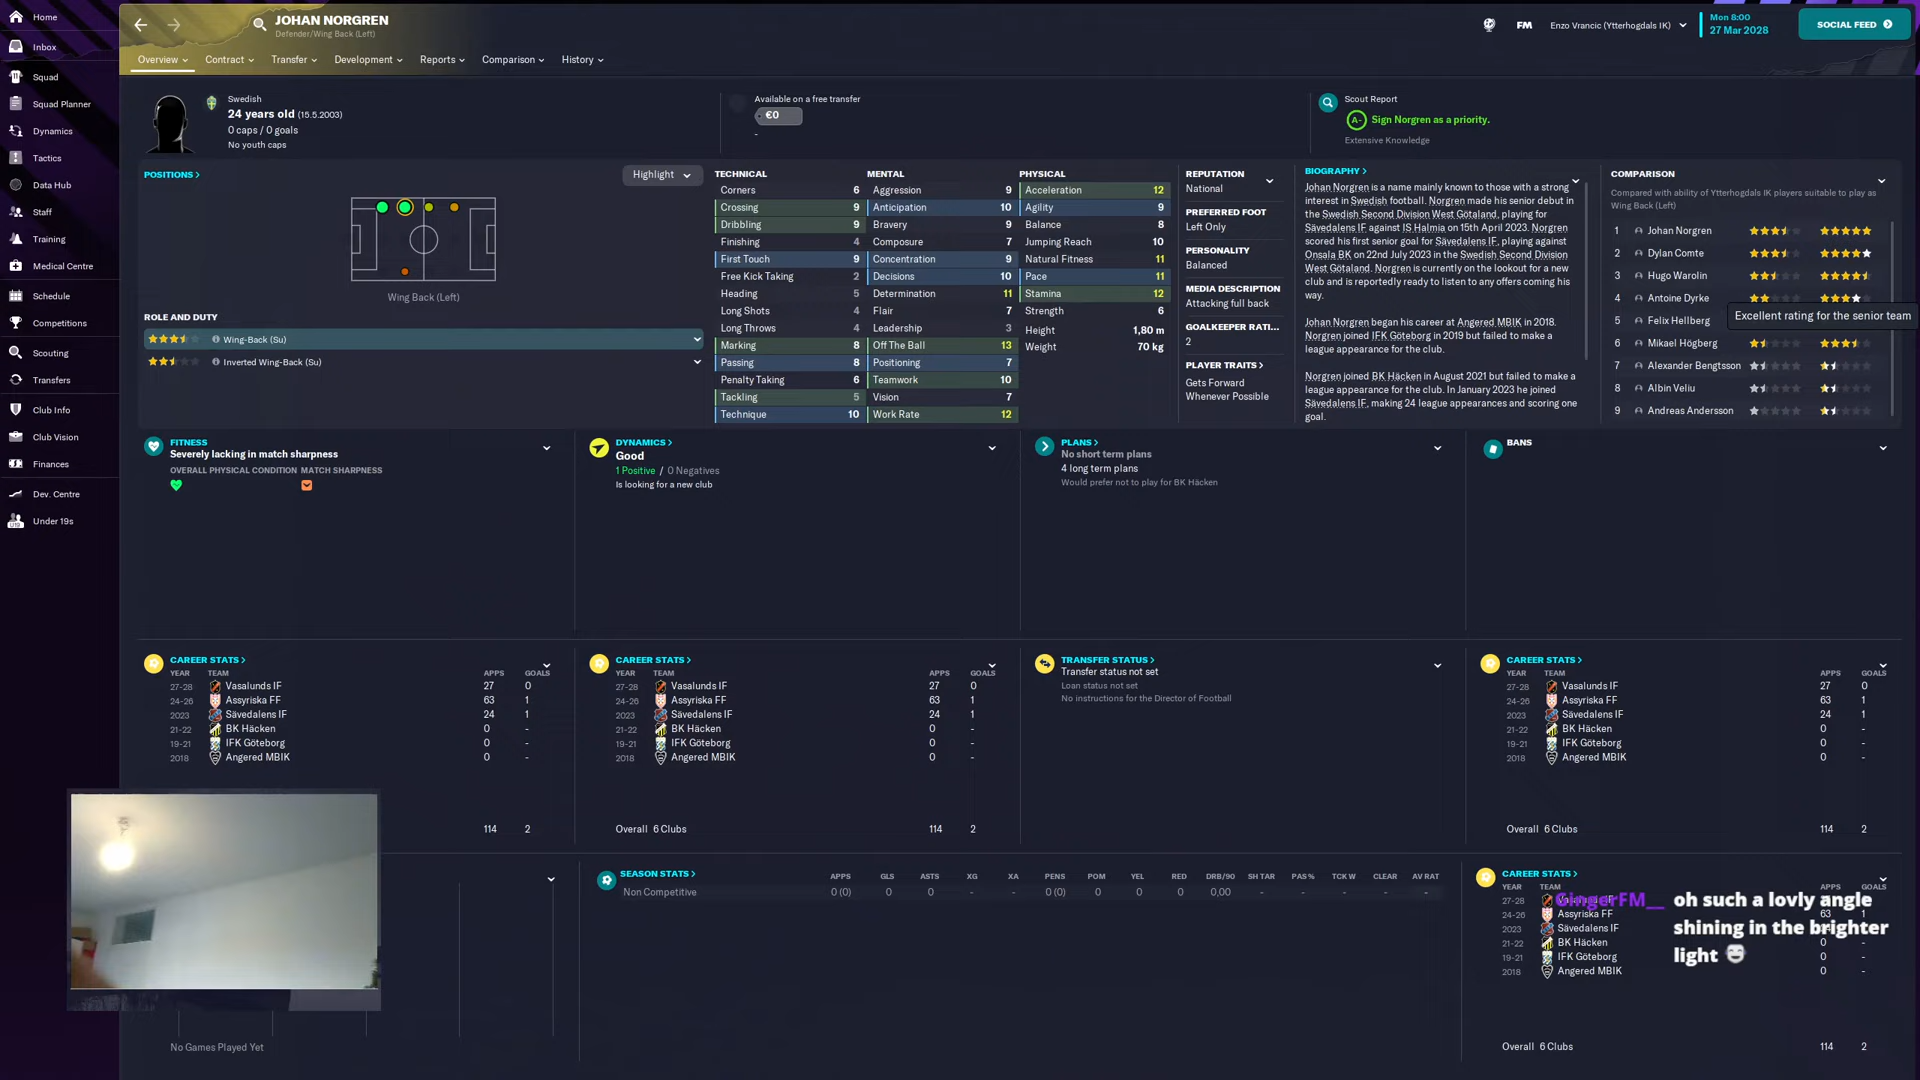 Home
Inbox
Squad
Squad Planner
Dynamics
Tactics
Data Hub
Staff
Training
Medical Centre
Schedule
Competitions
Scouting
Transfers
Club Info
Club Vision
Finances
Dev. Centre
Under 19s
JOHAN NORGREN
Defender/Wing Back (Left)
FM
Enzo Vrancic (Ytterhogdals IK)
Mon 8:00
27 Mar 2028
SOCIAL FEED
Overview
Contract
Transfer
Development
Reports
Comparison
History
Swedish
24 years old (15.5.2003)
0 caps / 0 goals
No youth caps
Available on a free transfer
€0
-
Scout Report
A- Sign Norgren as a priority.
Extensive Knowledge
POSITIONS
Highlight
Wing Back (Left)
ROLE AND DUTY
Wing-Back (Su)
Inverted Wing-Back (Su)
TECHNICAL
Corners 6
Crossing 9
Dribbling 9
Finishing 4
First Touch 9
Free Kick Taking 2
Heading 5
Long Shots 4
Long Throws 4
Marking 8
Passing 8
Penalty Taking 6
Tackling 5
Technique 10
MENTAL
Aggression 9
Anticipation 10
Bravery 9
Composure 7
Concentration 9
Decisions 10
Determination 11
Flair 7
Leadership 3
Off The Ball 13
Positioning 7
Teamwork 10
Vision 7
Work Rate 12
PHYSICAL
Acceleration 12
Agility 9
Balance 8
Jumping Reach 10
Natural Fitness 11
Pace 11
Stamina 12
Strength 6
Height 1,80 m
Weight 70 kg
REPUTATION
National
PREFERRED FOOT
Left Only
PERSONALITY
Balanced
MEDIA DESCRIPTION
Attacking full back
GOALKEEPER RATI...
2
PLAYER TRAITS
Gets Forward
Whenever Possible
BIOGRAPHY
Johan Norgren is a name mainly known to those with a strong
interest in Swedish football. Norgren made his senior debut in
the Swedish Second Division West Götaland, playing for
Sävedalens IF against IS Halmia on 15th April 2023. Norgren
scored his first senior goal for Sävedalens IF, playing against
Onsala BK on 22nd July 2023 in the Swedish Second Division
West Götaland. Norgren is currently on the lookout for a new
club and is reportedly ready to listen to any offers coming his
way.
Johan Norgren began his career at Angered MBIK in 2018.
Norgren joined IFK Göteborg in 2019 but failed to make a
league appearance for the club.
Norgren joined BK Häcken in August 2021 but failed to make a
league appearance for the club. In January 2023 he joined
Sävedalens IF, making 24 league appearances and scoring one
goal.
COMPARISON
Compared with ability of Ytterhogdals IK players suitable to play as
Wing Back (Left)
1 Johan Norgren
2 Dylan Comte
3 Hugo Warolin
4 Antoine Dyrke
Excellent rating for the senior team
5 Felix Hellberg
6 Mikael Högberg
7 Alexander Bengtsson
8 Albin Veliu
9 Andreas Andersson
FITNESS
Severely lacking in match sharpness
OVERALL PHYSICAL CONDITION MATCH SHARPNESS
DYNAMICS
Good
1 Positive / 0 Negatives
Is looking for a new club
PLANS
No short term plans
4 long term plans
Would prefer not to play for BK Häcken
BANS
CAREER STATS
YEAR TEAM APPS GOALS
27-28 Vasalunds IF 27 0
24-26 Assyriska FF 63 1
2023 Sävedalens IF 24 1
21-22 BK Häcken 0 -
19-21 IFK Göteborg 0 -
2018 Angered MBIK 0 -
114 2
CAREER STATS
YEAR TEAM APPS GOALS
27-28 Vasalunds IF 27 0
24-26 Assyriska FF 63 1
2023 Sävedalens IF 24 1
21-22 BK Häcken 0 -
19-21 IFK Göteborg 0 -
2018 Angered MBIK 0 -
Overall 6 Clubs 114 2
TRANSFER STATUS
Transfer status not set
Loan status not set
No instructions for the Director of Football
CAREER STATS
YEAR TEAM APPS GOALS
27-28 Vasalunds IF 27 0
24-26 Assyriska FF 63 1
2023 Sävedalens IF 24 1
21-22 BK Häcken 0 -
19-21 IFK Göteborg 0 -
2018 Angered MBIK 0 -
Overall 6 Clubs 114 2
No Games Played Yet
SEASON STATS APPS GLS ASTS XG XA PENS POM YEL RED DRB/90 SH TAR PAS % TCK W CLEAR AV RAT
Non Competitive 0 (0) 0 0 - - 0 (0) 0 0 0 0,00 - - - - -
CAREER STATS
YEAR TEAM APPS GOALS
27-28
24-26 Assyriska FF 63 1
2023 Sävedalens IF
21-22 BK Häcken 0 -
19-21 IFK Göteborg 0 -
2018 Angered MBIK 0 -
Overall 6 Clubs 114 2
GingerFM__ oh such a lovly angle
shining in the brighter
light